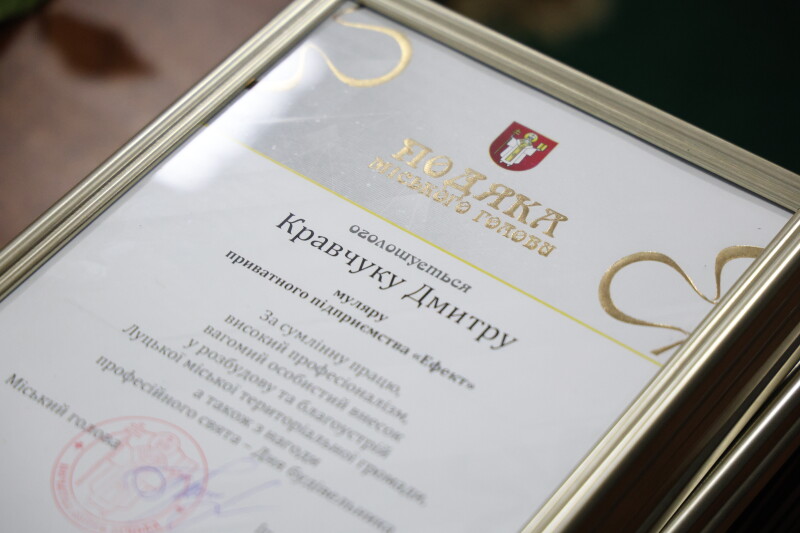 ПОДЯКА
міського голови
оголошується
Кравчуку Дмитру
муляру
приватного підприємства «Ефект»
За сумлінну працю,
високий професіоналізм,
вагомий особистий внесок
у розбудову та благоустрій
Луцької міської територіальної громади,
а також з нагоди
професійного свята – Дня будівельника
Міський голова